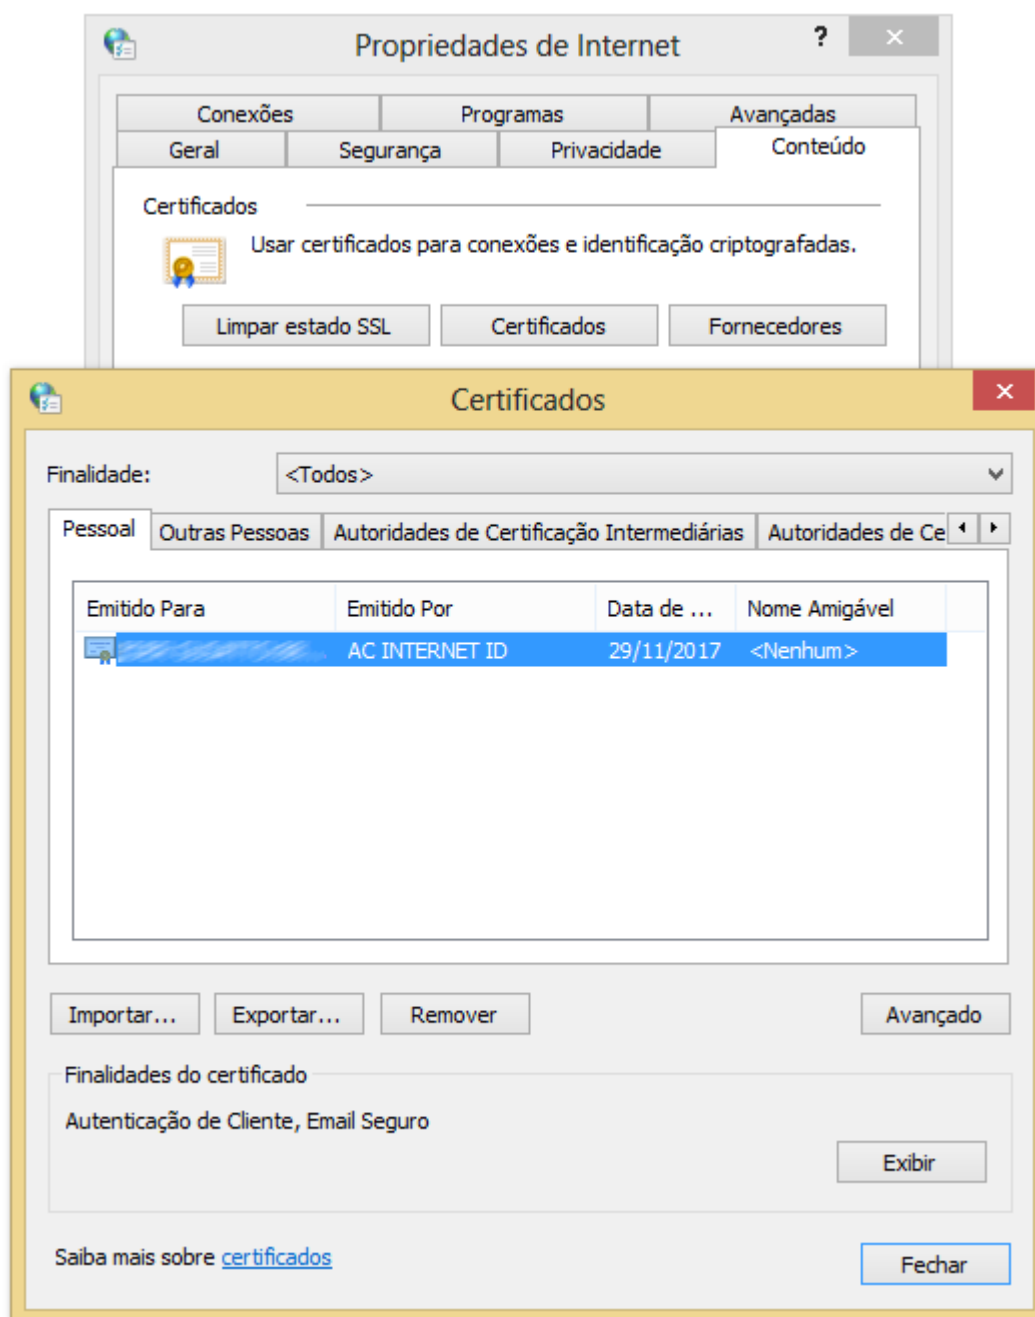 Propriedades de Internet ?
Conexões Programas Avançadas
Geral Segurança Privacidade Conteúdo
Certificados
Usar certificados para conexões e identificação criptografadas.
Limpar estado SSL Certificados Fornecedores
Certificados
Finalidade: <Todos>
Pessoal Outras Pessoas Autoridades de Certificação Intermediárias Autoridades de Ce
Emitido Para Emitido Por Data de ... Nome Amigável
AC INTERNET ID 29/11/2017 <Nenhum>
Importar... Exportar... Remover Avançado
Finalidades do certificado
Autenticação de Cliente, Email Seguro
Exibir
Saiba mais sobre certificados
Fechar